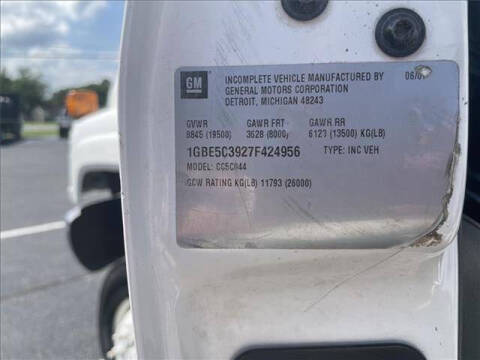 GM
INCOMPLETE VEHICLE MANUFACTURED BY 06/07
GENERAL MOTORS CORPORATION
DETROIT, MICHIGAN 48243
GVWR GAWR FRT GAWR RR
8845 (19500) 3628 (8000) 6123 (13500) KG(LB)
1GBE5C3927F424956 TYPE: INC VEH
MODEL: CC5C044
GCW RATING KG(LB) 11793 (26000)